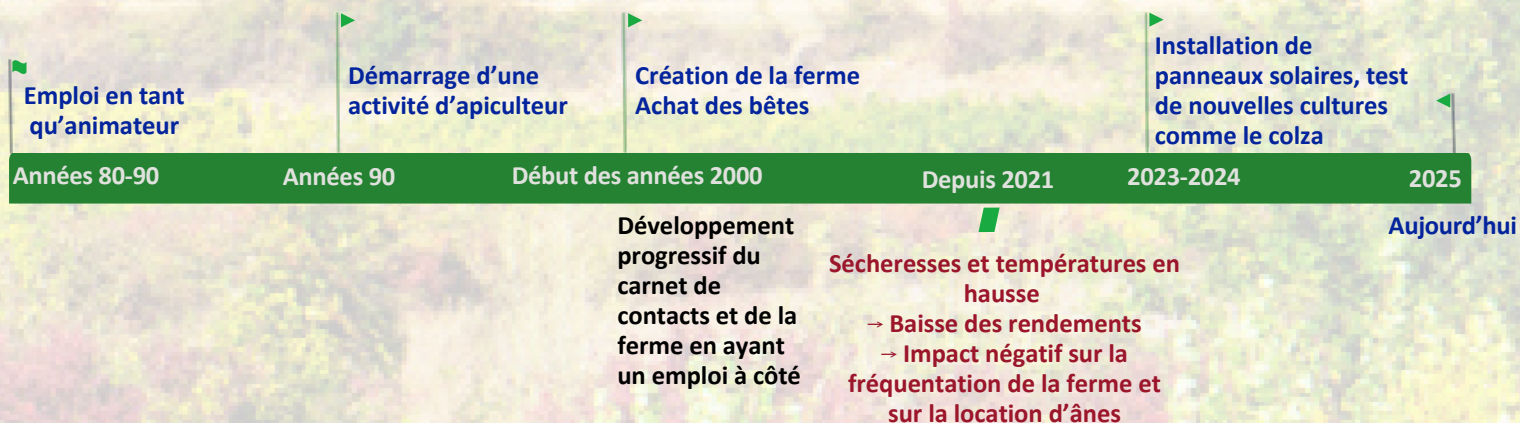 Emploi en tant
qu'animateur
Démarrage d'une
activité d'apiculteur
Création de la ferme
Achat des bêtes
Installation de
panneaux solaires, test
de nouvelles cultures
comme le colza
Années 80-90
Années 90
Début des années 2000
Depuis 2021
2023-2024
2025
Développement
progressif du
carnet de
contacts et de la
ferme en ayant
un emploi à côté
Sécheresses et températures en
hausse
→ Baisse des rendements
→ Impact négatif sur la
fréquentation de la ferme et
sur la location d'ânes
Aujourd'hui